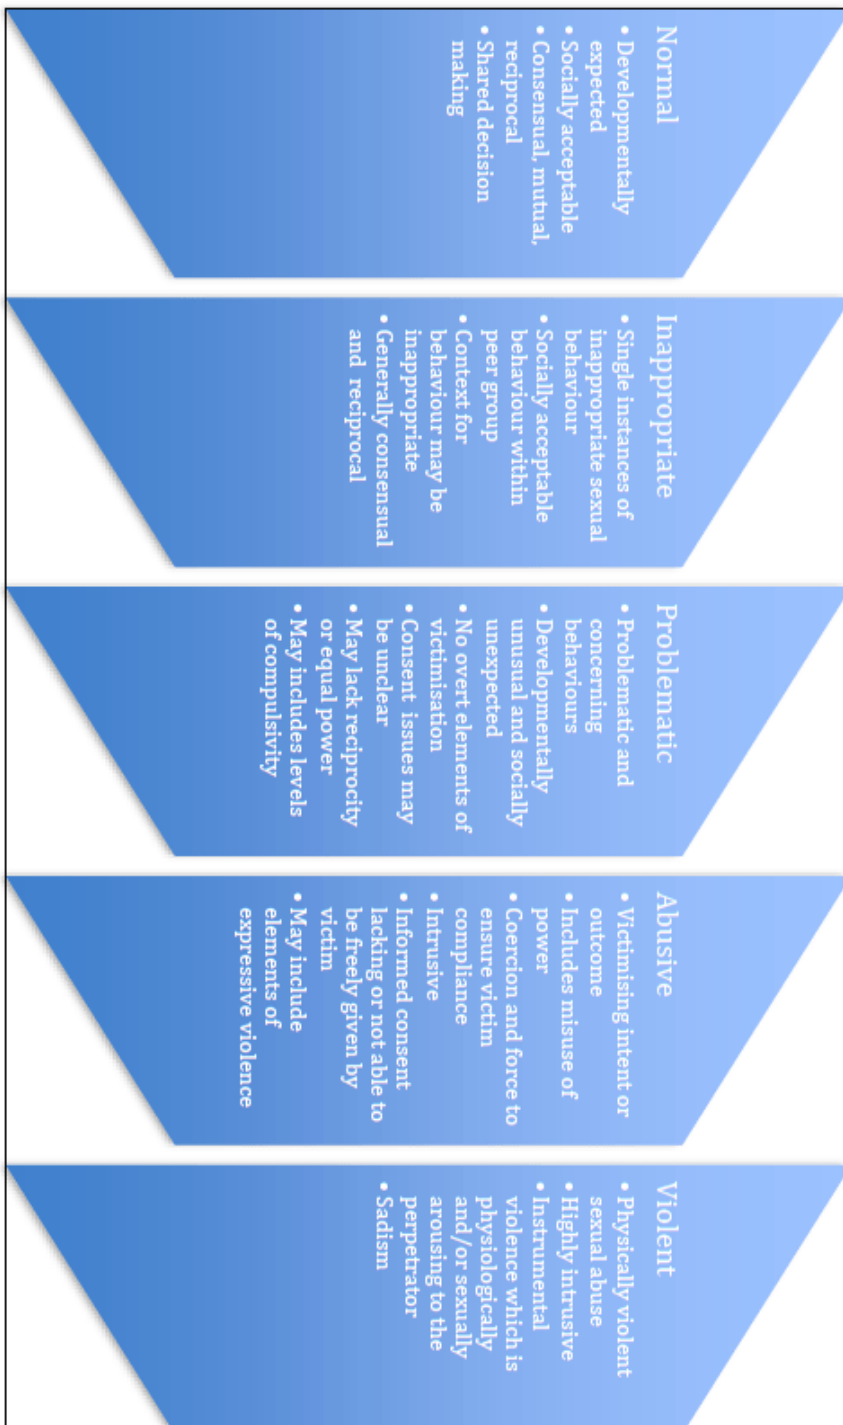 Normal
• Developmentally
expected
• Socially acceptable
• Consensual, mutual,
reciprocal
• Shared decision
making
Inappropriate
• Single instances of
inappropriate sexual
behaviour
• Socially acceptable
behaviour within
peer group
• Context for
behaviour may be
inappropriate
• Generally consensual
and reciprocal
Problematic
• Problematic and
concerning
behaviours
• Developmentally
unusual and socially
unexpected
• No overt elements of
victimisation
• Consent issues may
be unclear
• May lack reciprocity
or equal power
• May includes levels
of compulsivity
Abusive
• Victimising intent or
outcome
• Includes misuse of
power
• Coercion and force to
ensure victim
compliance
• Intrusive
• Informed consent
lacking or not able to
be freely given by
victim
• May include
elements of
expressive violence
Violent
• Physically violent
sexual abuse
• Highly intrusive
• Instrumental
violence which is
physiologically
and/or sexually
arousing to the
perpetrator
• Sadism